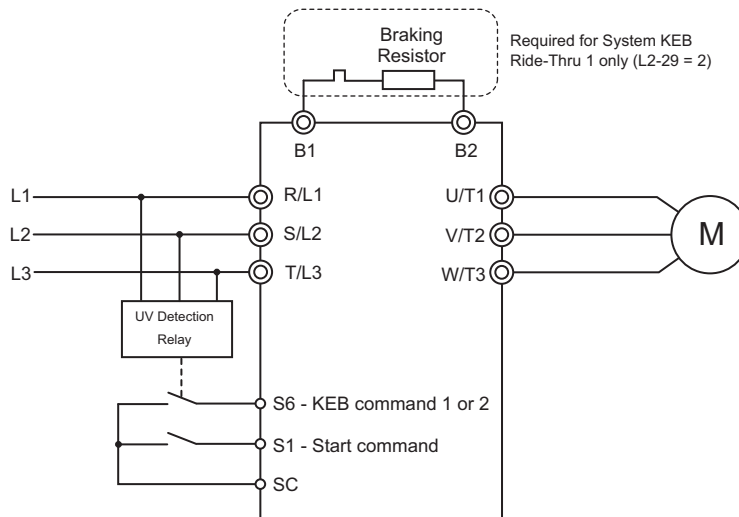 Braking
Resistor
Required for System KEB
Ride-Thru 1 only (L2-29 = 2)
B1
B2
L1
R/L1
U/T1
L2
S/L2
V/T2
M
L3
T/L3
W/T3
UV Detection
Relay
S6 - KEB command 1 or 2
S1 - Start command
SC